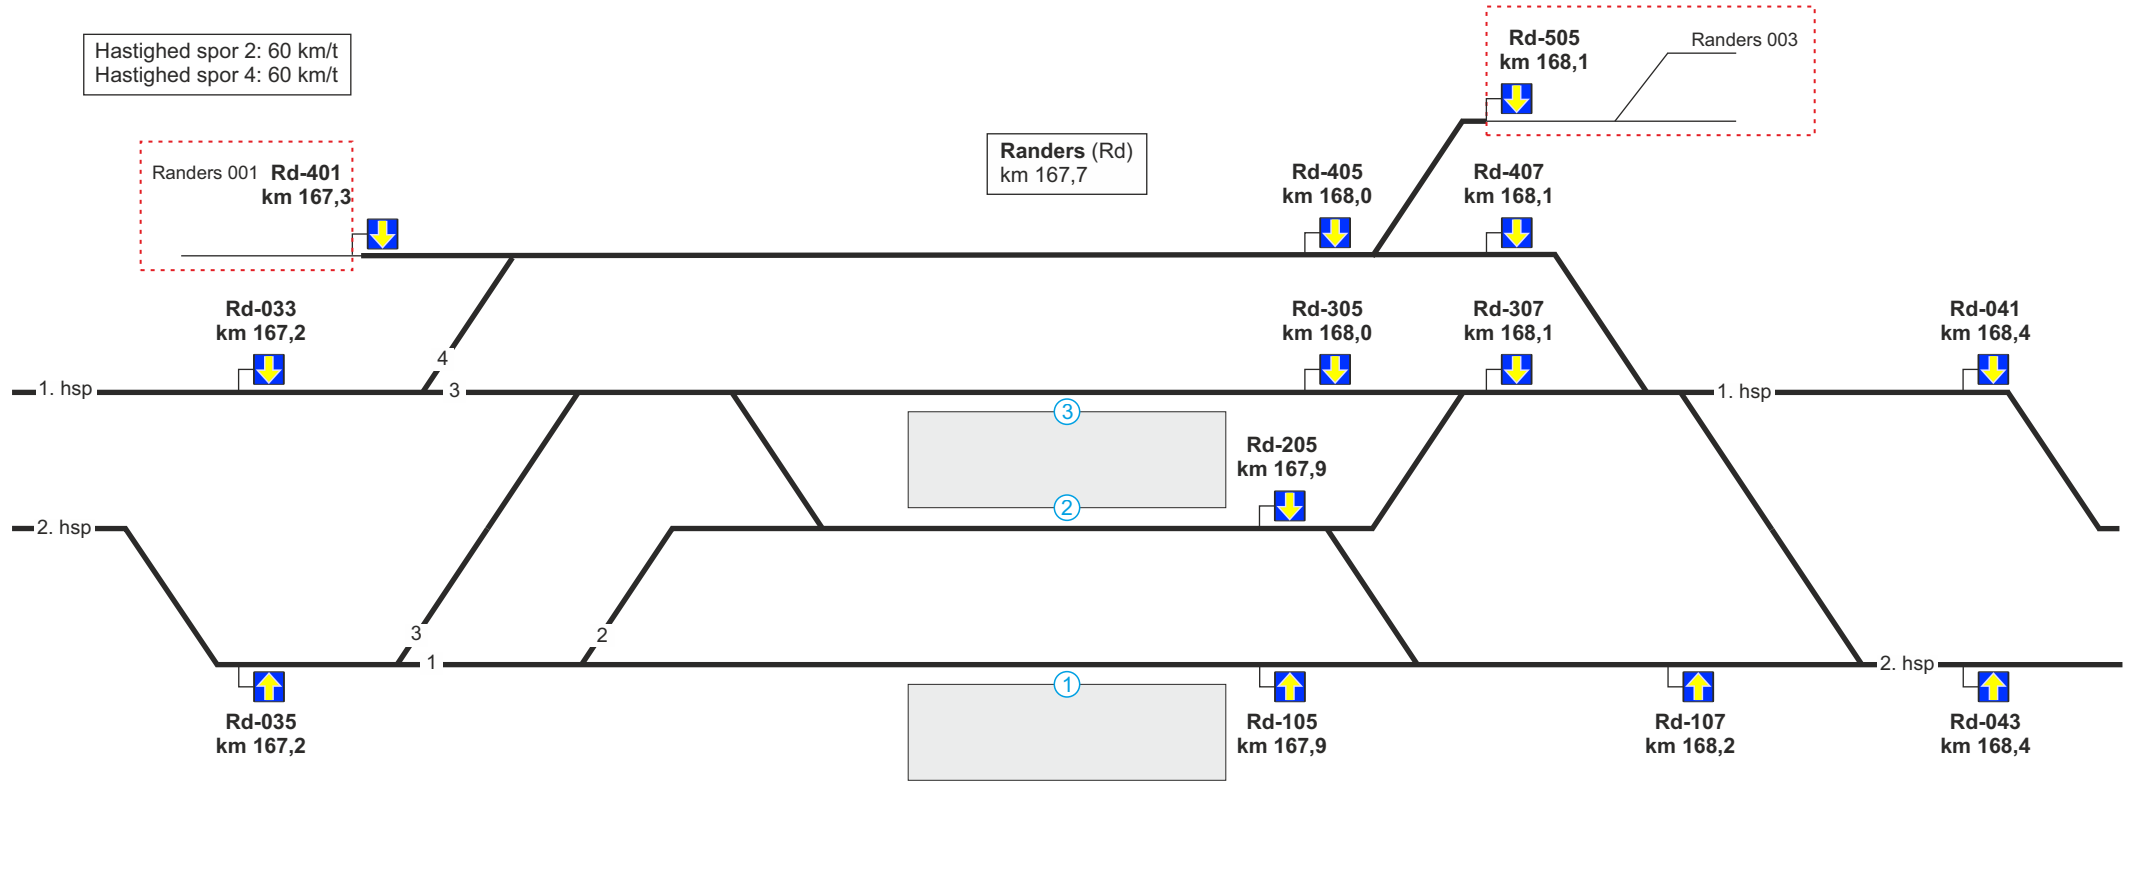 Hastighed spor 2: 60 km/t
Hastighed spor 4: 60 km/t
Rd-505
km 168,1
Randers 003
Randers 001
Rd-401
km 167,3
Randers (Rd)
km 167,7
Rd-405
km 168,0
Rd-407
km 168,1
Rd-033
km 167,2
Rd-305
km 168,0
Rd-307
km 168,1
Rd-041
km 168,4
4
1. hsp
3
1. hsp
3
Rd-205
km 167,9
2
2. hsp
3
2
1
2. hsp
1
Rd-035
km 167,2
Rd-105
km 167,9
Rd-107
km 168,2
Rd-043
km 168,4